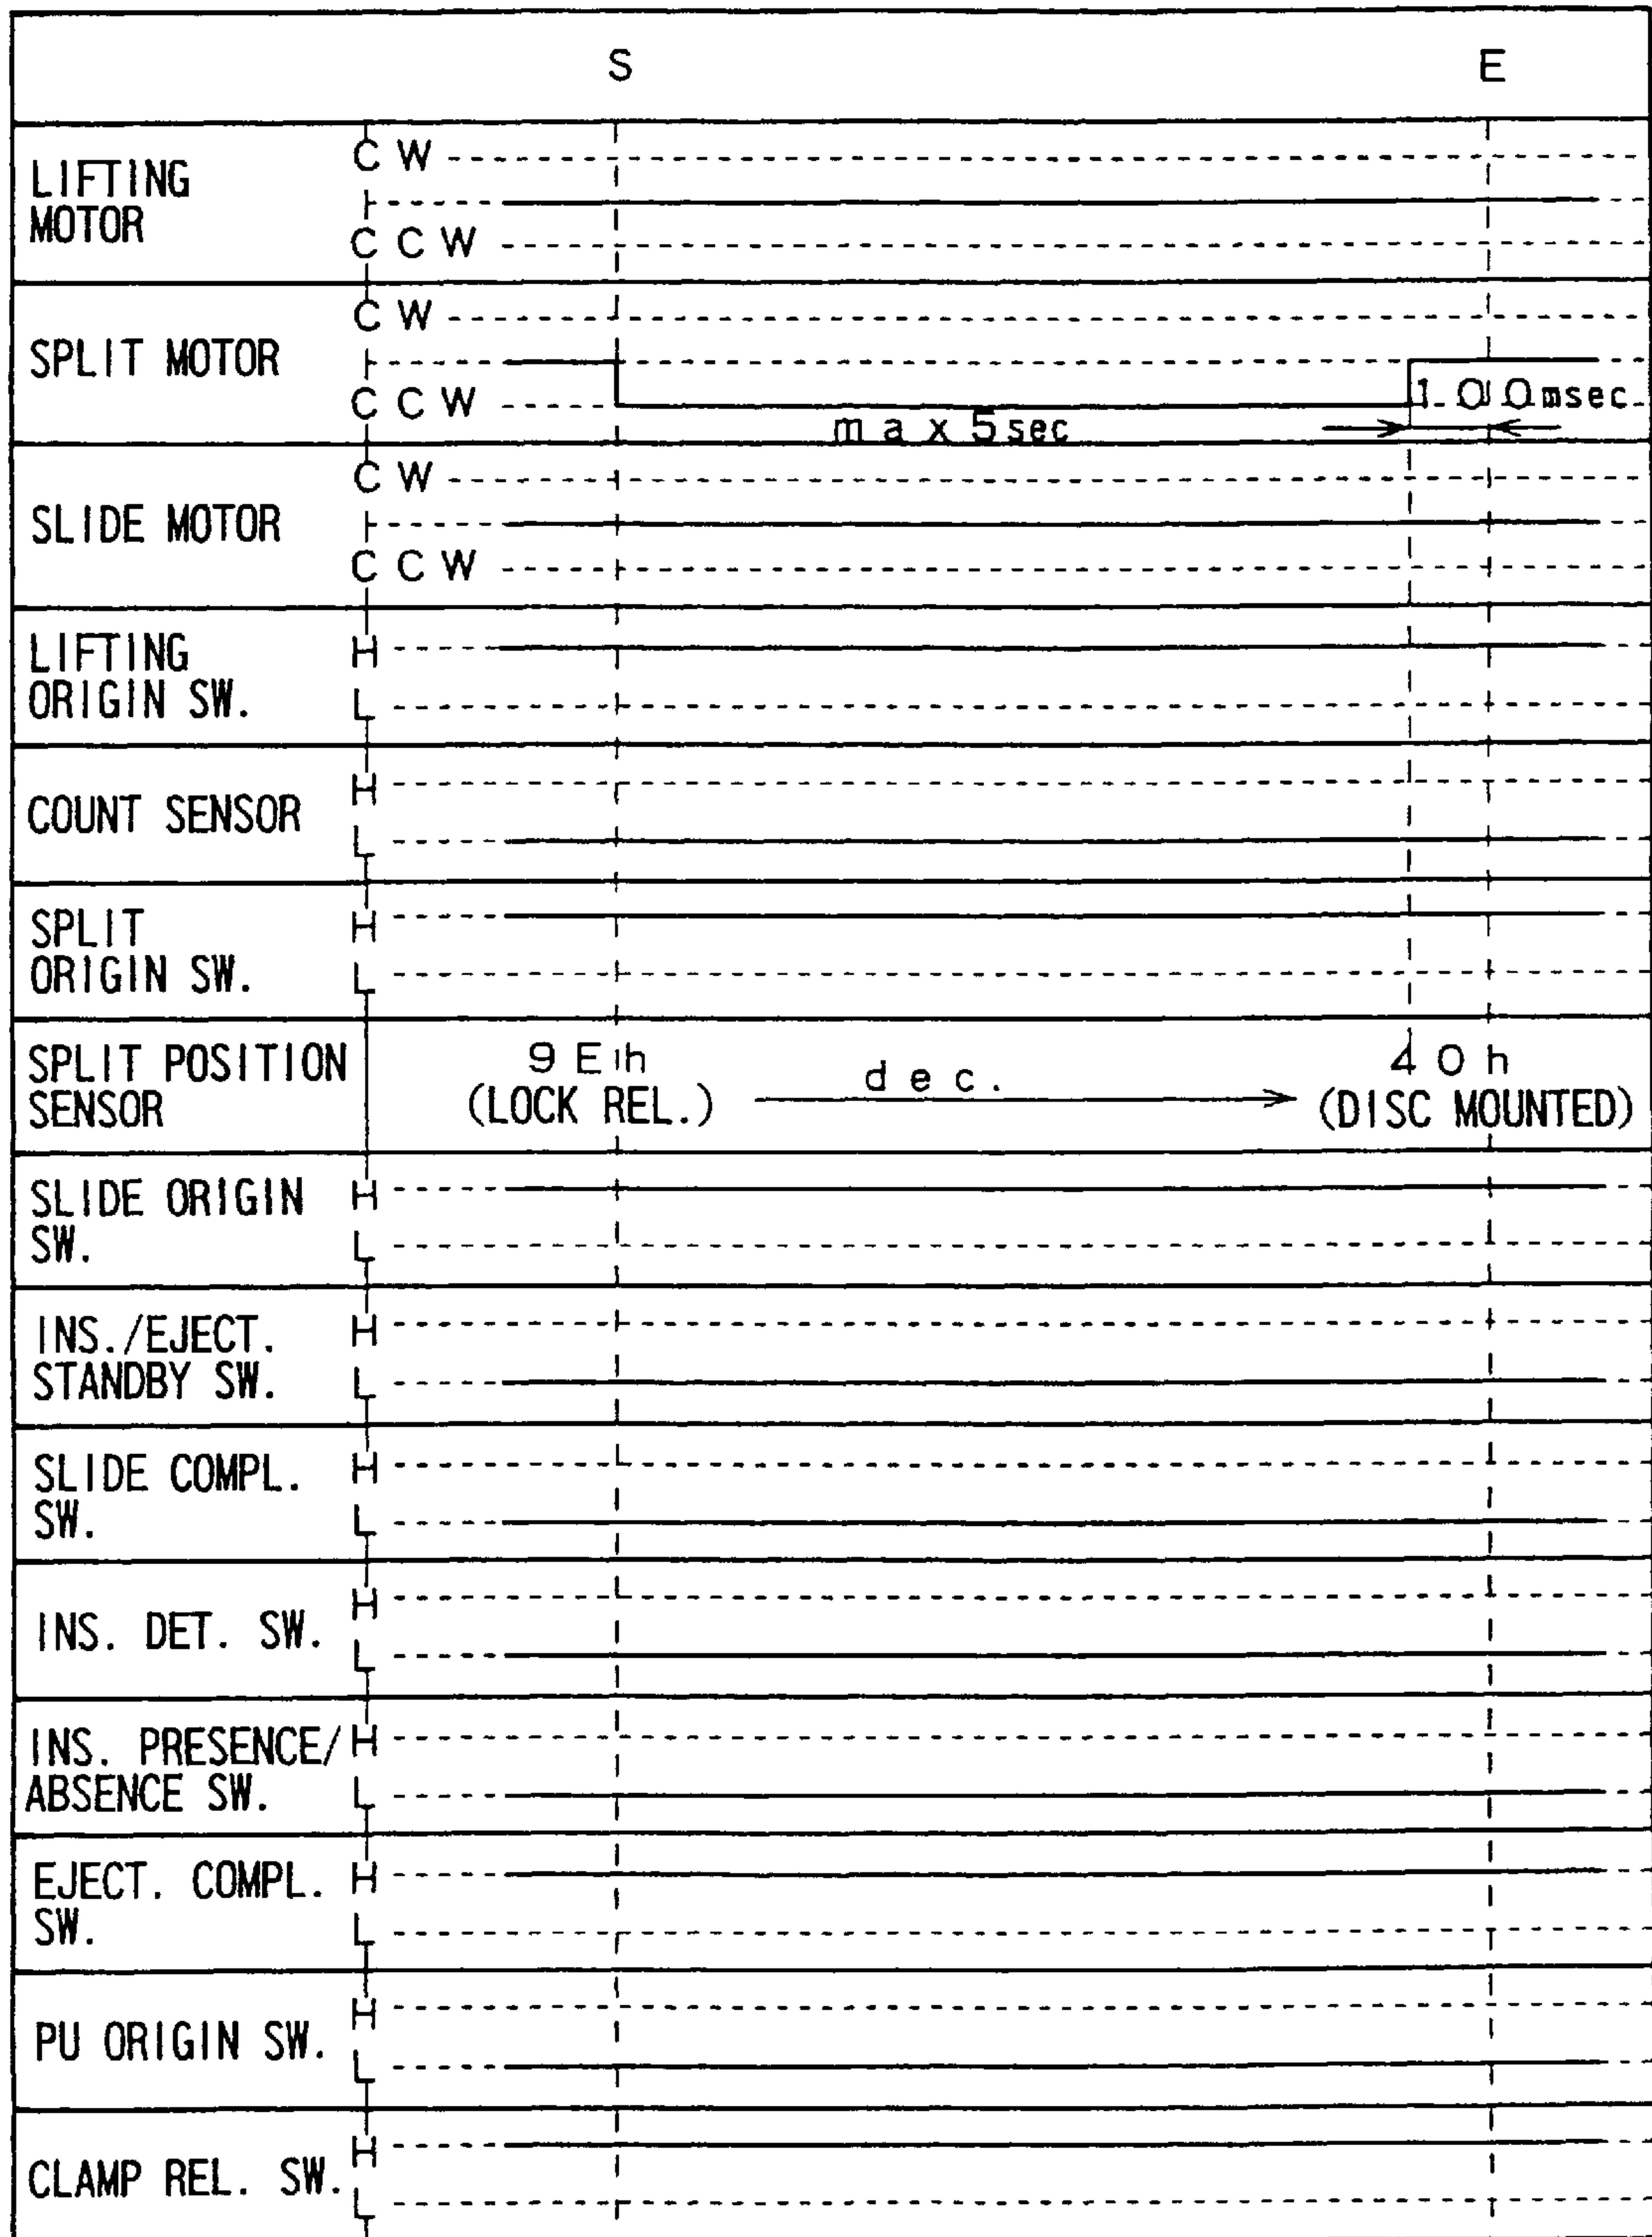 S E
LIFTING
MOTOR
CW
CCW
SPLIT MOTOR
CW
CCW
max 5sec
100msec
SLIDE MOTOR
CW
CCW
LIFTING
ORIGIN SW.
H
L
COUNT SENSOR
H
L
SPLIT
ORIGIN SW.
H
L
SPLIT POSITION
SENSOR
9Eh
(LOCK REL.)
dec.
40h
(DISC MOUNTED)
SLIDE ORIGIN
SW.
H
L
INS./EJECT.
STANDBY SW.
H
L
SLIDE COMPL.
SW.
H
L
INS. DET. SW.
H
L
INS. PRESENCE/
ABSENCE SW.
H
L
EJECT. COMPL.
SW.
H
L
PU ORIGIN SW.
H
L
CLAMP REL. SW.
H
L